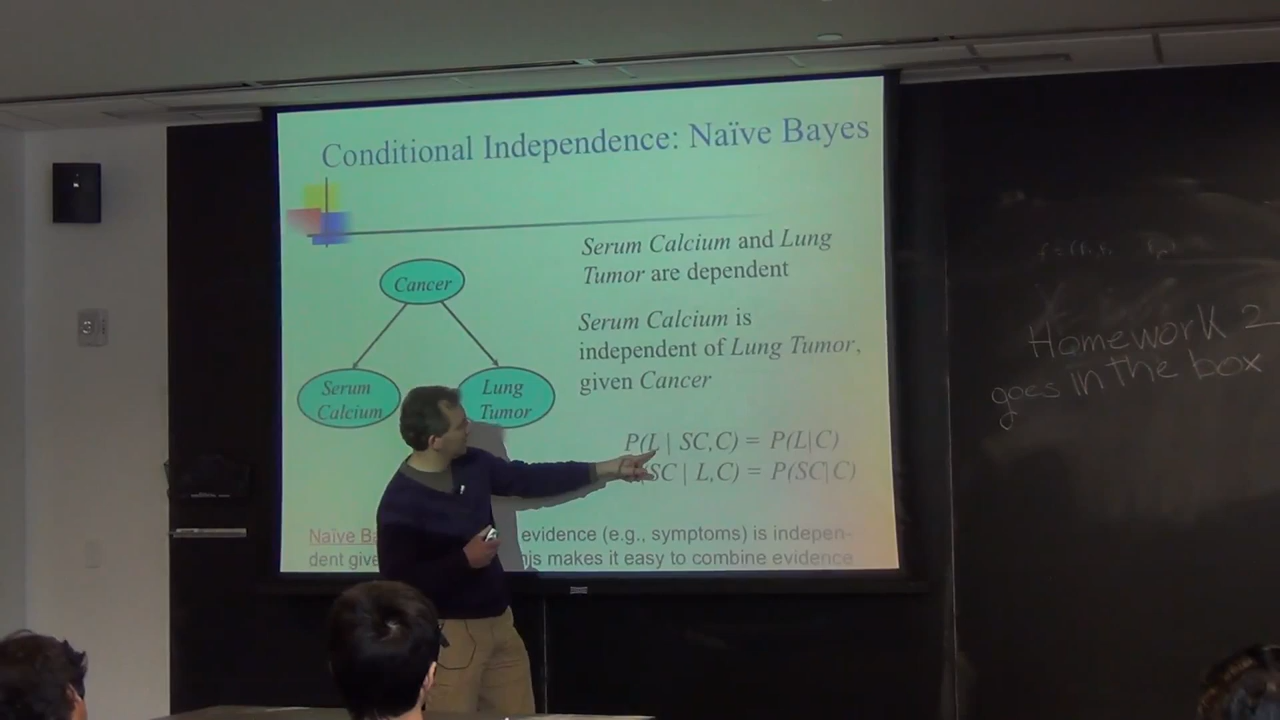 Conditional Independence: Naïve Bayes
Cancer
Serum
Calcium
Lung
Tumor
Serum Calcium and Lung
Tumor are dependent
Serum Calcium is
independent of Lung Tumor,
given Cancer
P(L | SC,C) = P(L|C)
SC | L,C) = P(SC|C)
Naïve Ba evidence (e.g., symptoms) is indepen-
dent give makes it easy to combine evidence
Homework 2
goes in the box